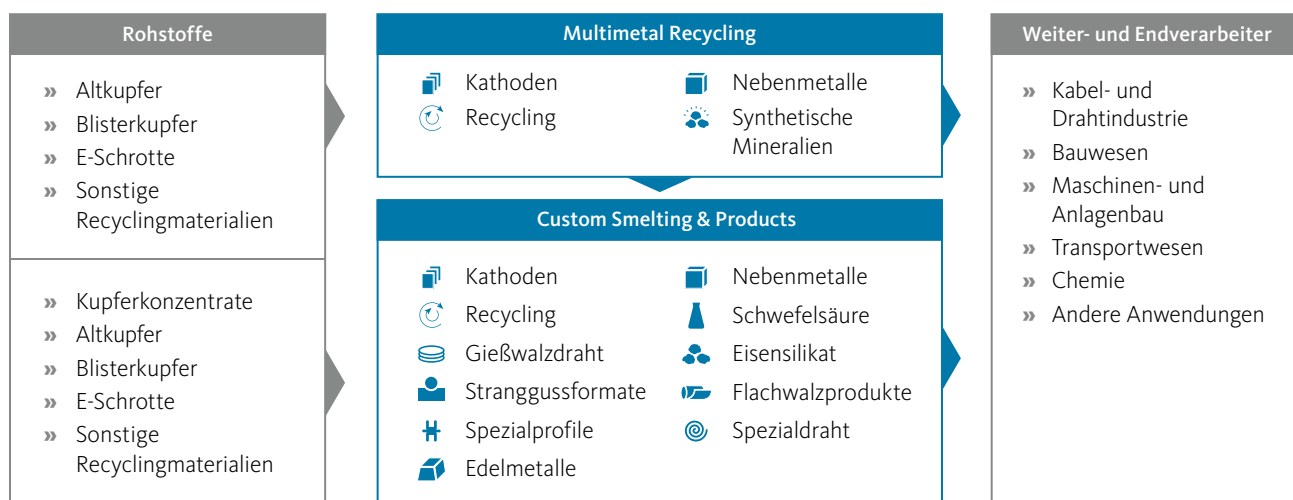 Rohstoffe
» Altkupfer
» Blisterkupfer
» E-Schrotte
» Sonstige
Recyclingmaterialien
» Kupferkonzentrate
» Altkupfer
» Blisterkupfer
» E-Schrotte
» Sonstige
Recyclingmaterialien
Multimetal Recycling
Kathoden
Recycling
Nebenmetalle
Synthetische
Mineralien
Custom Smelting & Products
Kathoden
Recycling
Gießwalzdraht
Stranggussformate
Spezialprofile
Edelmetalle
Nebenmetalle
Schwefelsäure
Eisensilikat
Flachwalzprodukte
Spezialdraht
Weiter- und Endverarbeiter
» Kabel- und
Drahtindustrie
» Bauwesen
» Maschinen- und
Anlagenbau
» Transportwesen
» Chemie
» Andere Anwendungen